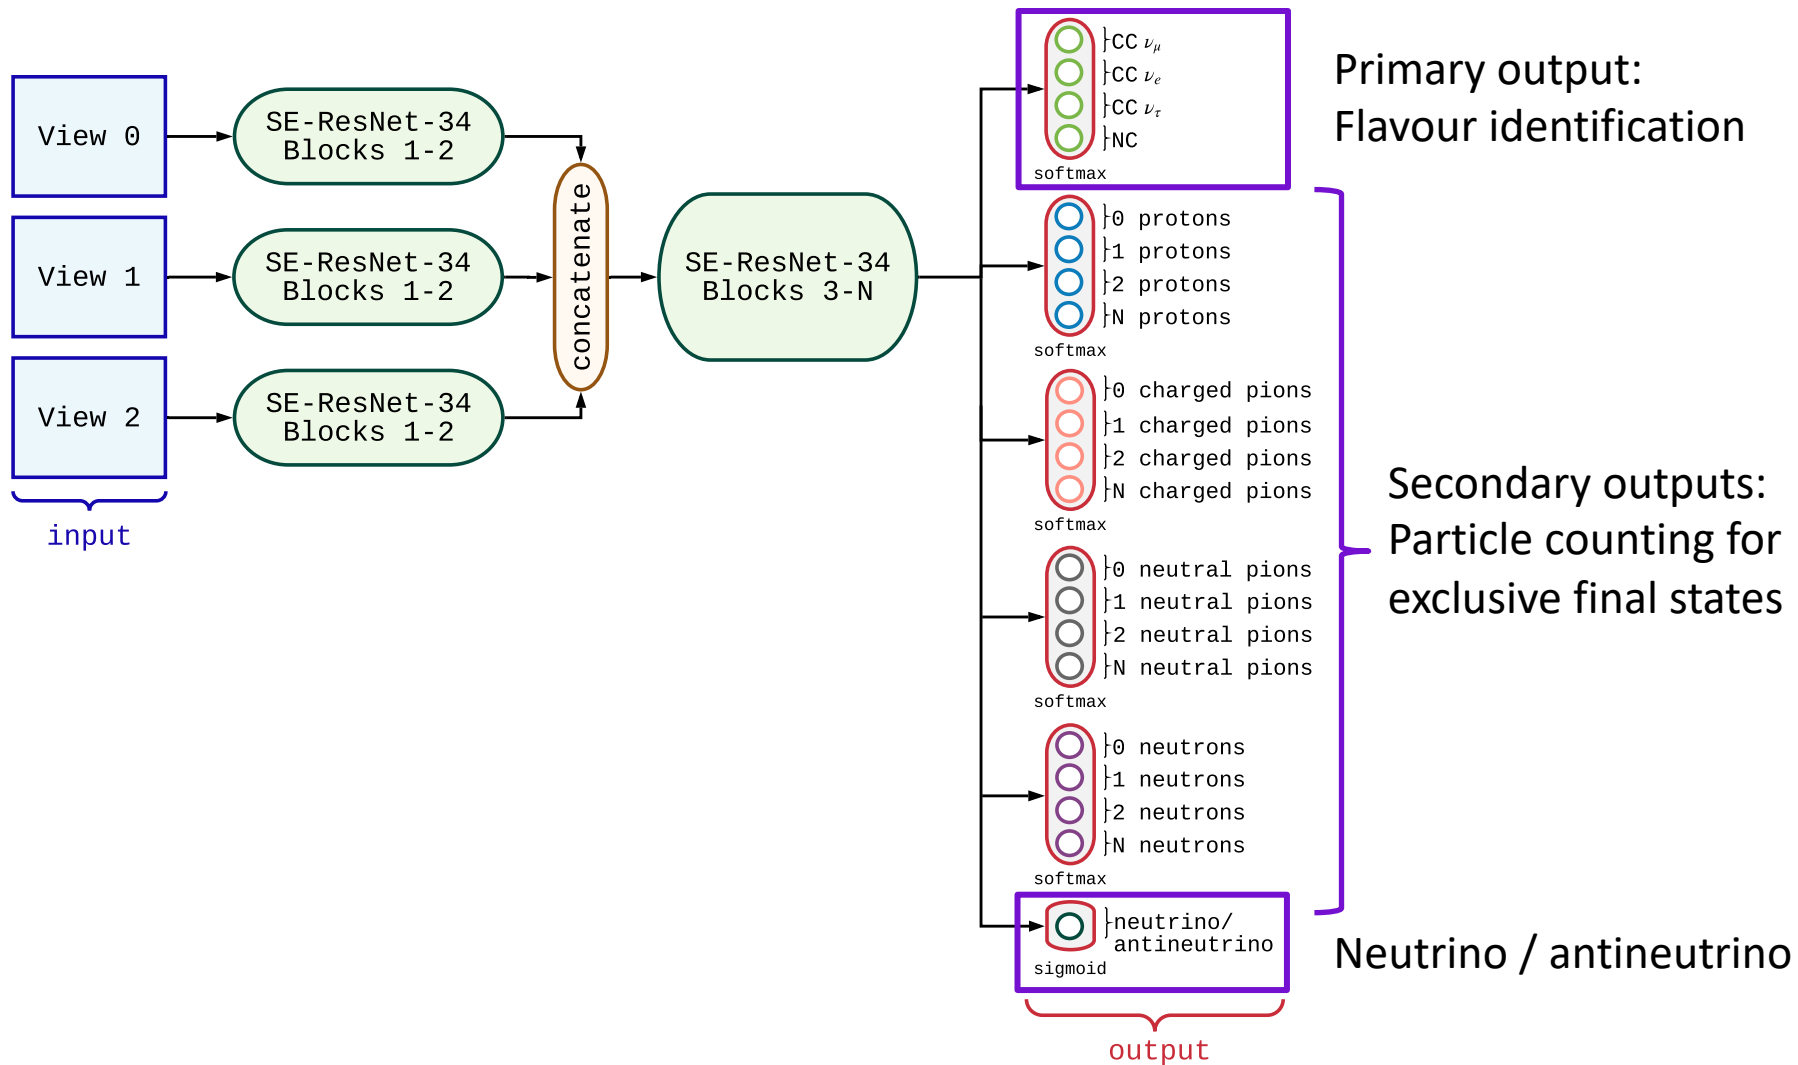 View 0
SE-ResNet-34
Blocks 1-2
View 1
SE-ResNet-34
Blocks 1-2
View 2
SE-ResNet-34
Blocks 1-2
input
concatenate
SE-ResNet-34
Blocks 3-N
CC νμ
CC νe
CC ντ
NC
softmax
Primary output:
Flavour identification
0 protons
1 protons
2 protons
N protons
softmax
0 charged pions
1 charged pions
2 charged pions
N charged pions
softmax
0 neutral pions
1 neutral pions
2 neutral pions
N neutral pions
softmax
0 neutrons
1 neutrons
2 neutrons
N neutrons
softmax
Secondary outputs:
Particle counting for
exclusive final states
neutrino/
antineutrino
sigmoid
Neutrino / antineutrino
output